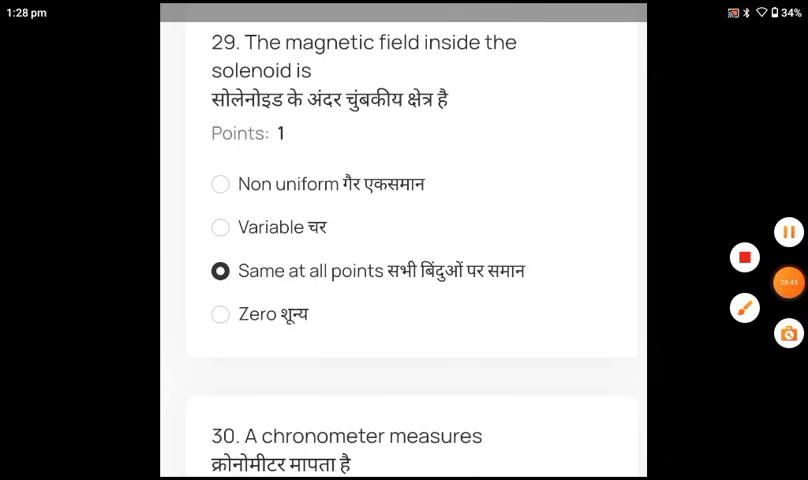 1:28 pm
34%
29. The magnetic field inside the
solenoid is
सोलेनोइड के अंदर चुंबकीय क्षेत्र है
Points: 1
Non uniform गैर एकसमान
Variable चर
Same at all points सभी बिंदुओं पर समान
Zero शून्य
28:45
30. A chronometer measures
क्रोनोमीटर मापता है